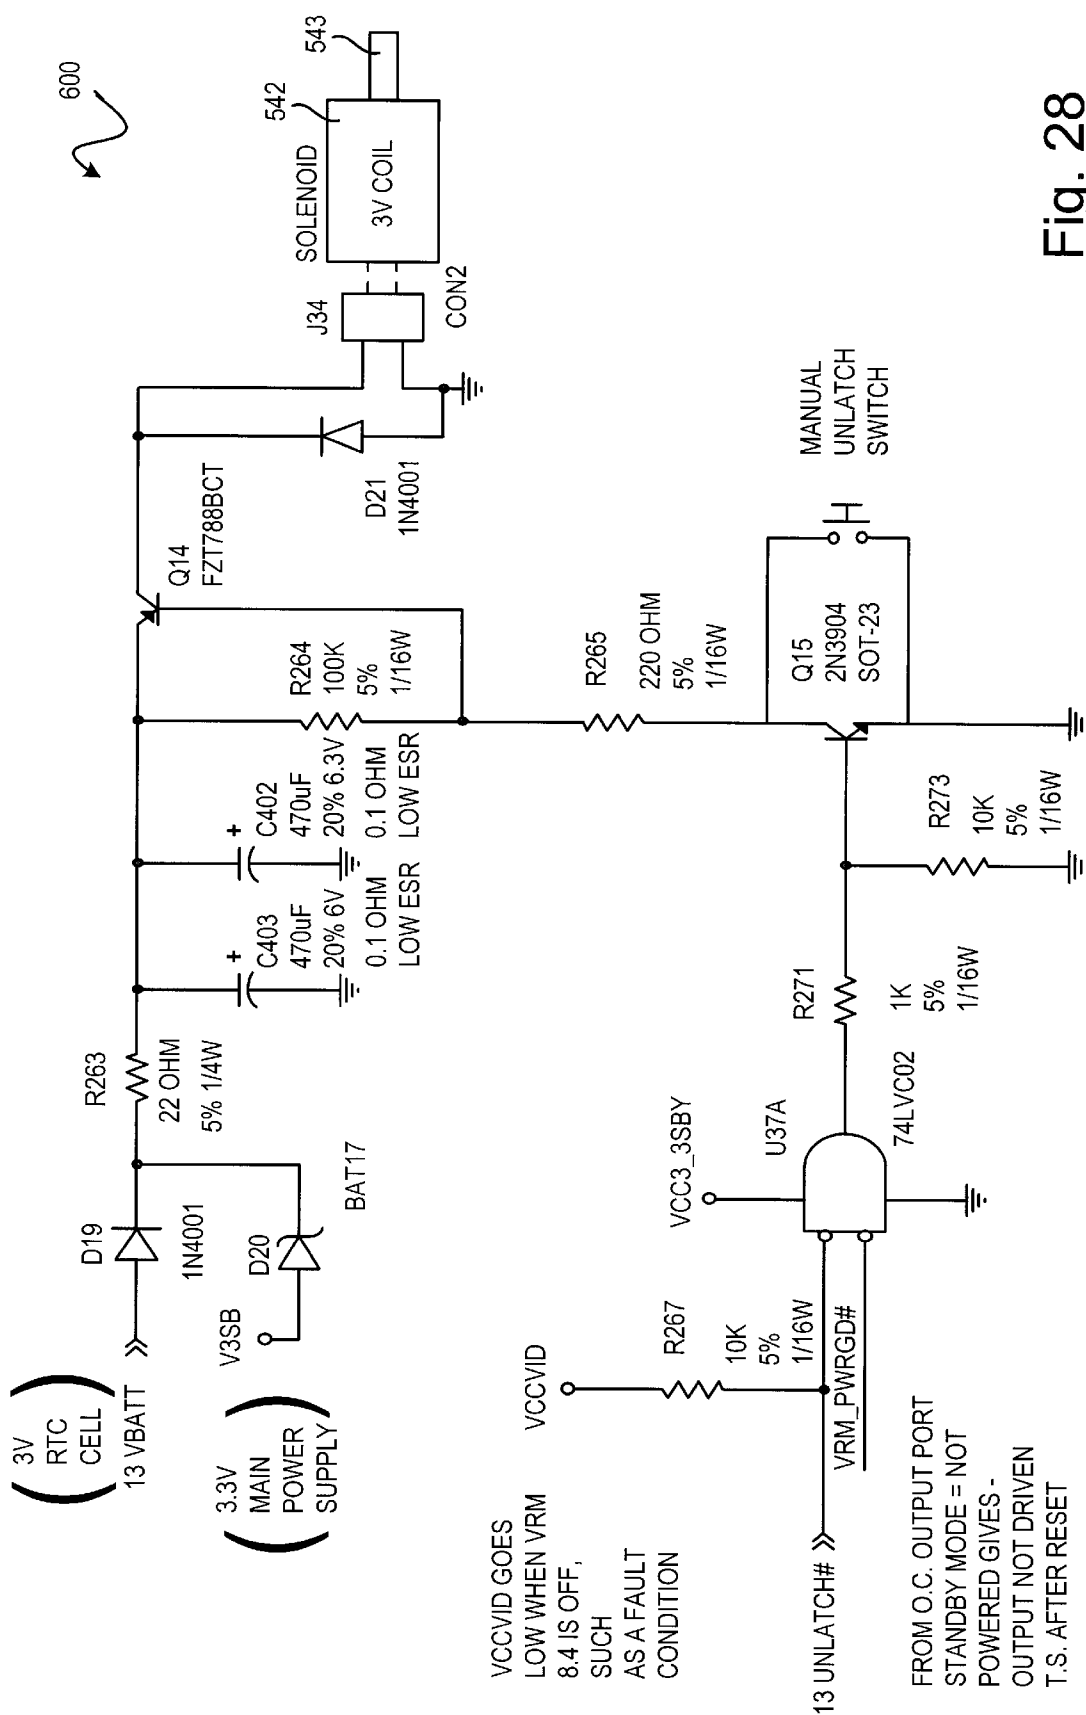 600
543
542
SOLENOID
3V COIL
J34
CON2
Q14
FZT788BCT
D21
1N4001
(3V
RTC
CELL)
13 VBATT
D19
1N4001
(3.3V
MAIN
POWER
SUPPLY)
V3SB
D20
BAT17
R263
22 OHM
5% 1/4W
+
C403
470uF
20% 6V
0.1 OHM
LOW ESR
+
C402
470uF
20% 6.3V
0.1 OHM
LOW ESR
R264
100K
5%
1/16W
R265
220 OHM
5%
1/16W
Q15
2N3904
SOT-23
MANUAL
UNLATCH
SWITCH
VCCVID GOES
LOW WHEN VRM
8.4 IS OFF,
SUCH
AS A FAULT
CONDITION
VCCVID
R267
10K
5%
1/16W
13 UNLATCH#
VRM_PWRGD#
VCC3_3SBY
U37A
74LVC02
R271
1K
5%
1/16W
R273
10K
5%
1/16W
FROM O.C. OUTPUT PORT
STANDBY MODE = NOT
POWERED GIVES -
OUTPUT NOT DRIVEN
T.S. AFTER RESET
Fig. 28